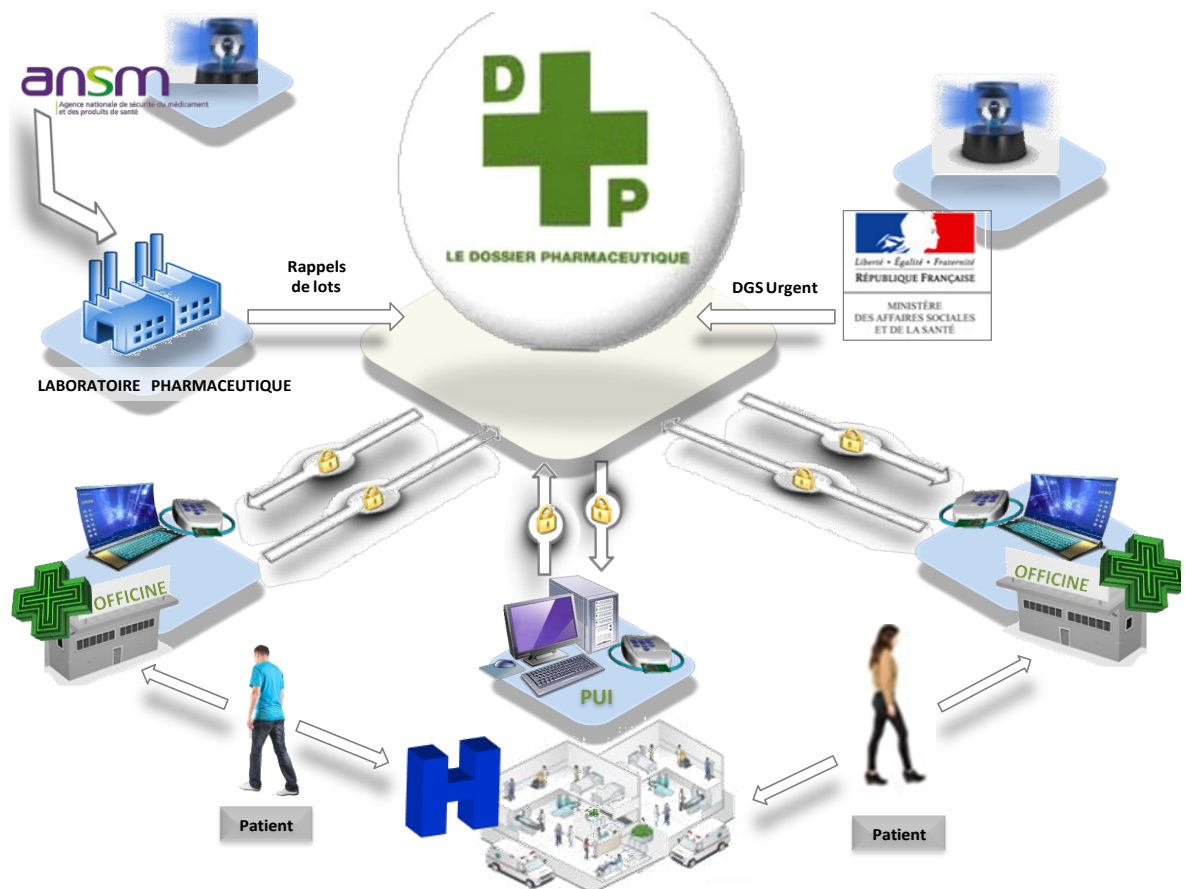 ansm
Agence nationale de sécurité du médicament
et des produits de santé
D
P
LE DOSSIER PHARMACEUTIQUE
Liberté • Égalité • Fraternité
RÉPUBLIQUE FRANÇAISE
MINISTÈRE
DES AFFAIRES SOCIALES
ET DE LA SANTÉ
Rappels
de lots
DGS Urgent
LABORATOIRE PHARMACEUTIQUE
OFFICINE
OFFICINE
PUI
H
Patient
Patient